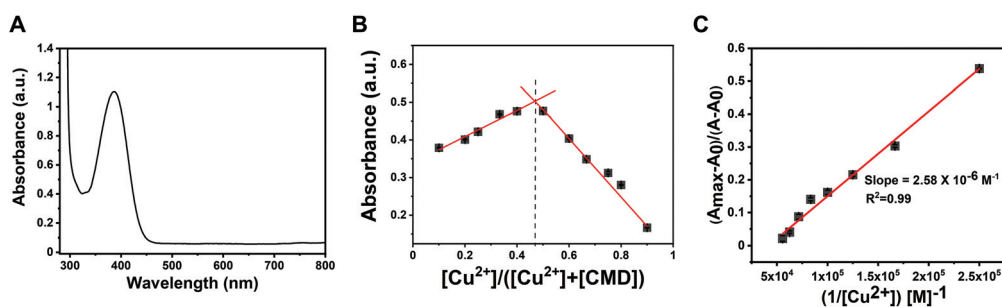 A
Absorbance (a.u.)
1.4
1.2
1
0.8
0.6
0.4
0.2
0
300 400 500 600 700 800
Wavelength (nm)
B
Absorbance (a.u.)
0.6
0.5
0.4
0.3
0.2
0 0.2 0.4 0.6 0.8 1
[Cu²⁺]/([Cu²⁺]+[CMD])
C
(Amax-A0)/(A-A0)
0.6
0.5
0.4
0.3
0.2
0.1
0
Slope = 2.58 X 10⁻⁶ M⁻¹
R²=0.99
5x10⁴ 1x10⁵ 1.5x10⁵ 2x10⁵ 2.5x10⁵
(1/[Cu²⁺]) [M]⁻¹